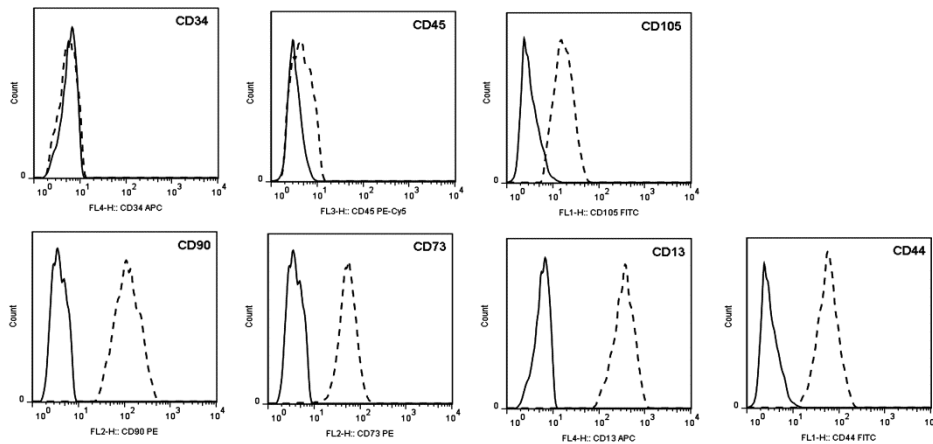 CD34
Count
0
10⁰ 10¹ 10² 10³ 10⁴
FL4-H:: CD34 APC
CD45
Count
0
10⁰ 10¹ 10² 10³ 10⁴
FL3-H:: CD45 PE-Cy5
CD105
Count
0
10⁰ 10¹ 10² 10³ 10⁴
FL1-H:: CD105 FITC
CD90
Count
0
10⁰ 10¹ 10² 10³ 10⁴
FL2-H:: CD90 PE
CD73
Count
0
10⁰ 10¹ 10² 10³ 10⁴
FL2-H:: CD73 PE
CD13
Count
0
10⁰ 10¹ 10² 10³ 10⁴
FL4-H:: CD13 APC
CD44
Count
0
10⁰ 10¹ 10² 10³ 10⁴
FL1-H:: CD44 FITC